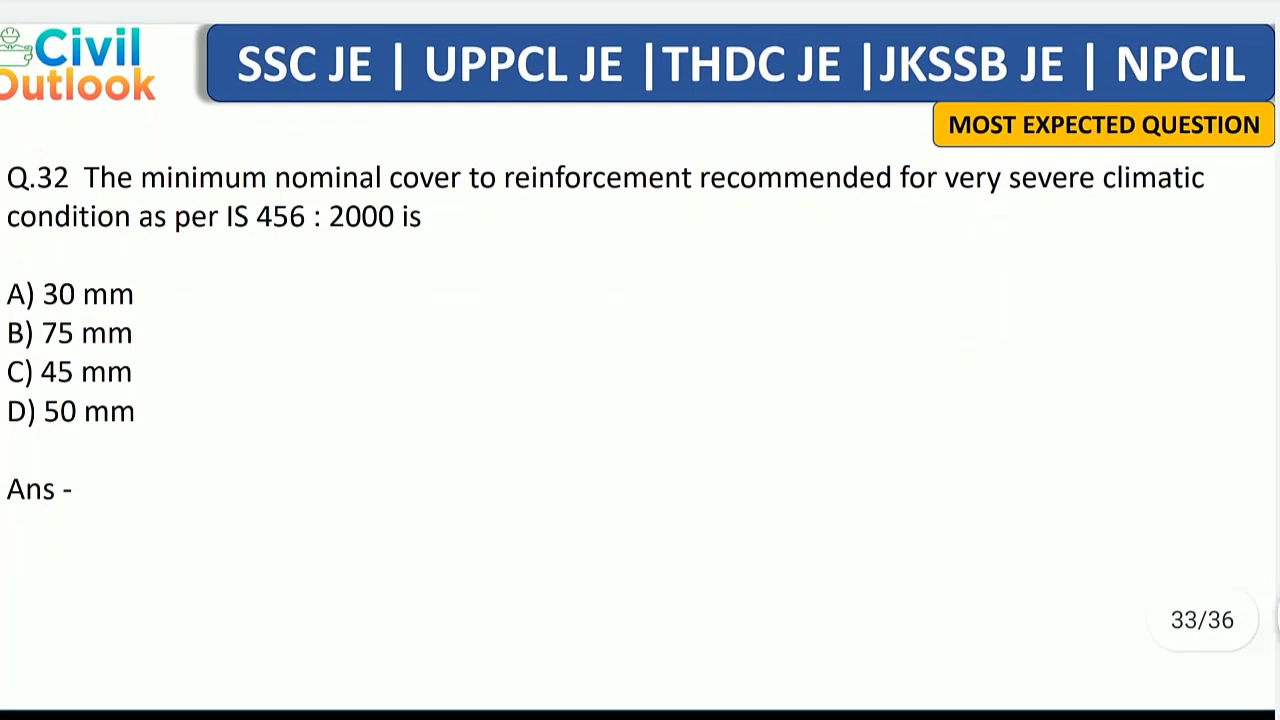 Civil
Outlook
SSC JE | UPPCL JE |THDC JE |JKSSB JE | NPCIL
MOST EXPECTED QUESTION
Q.32 The minimum nominal cover to reinforcement recommended for very severe climatic
condition as per IS 456 : 2000 is
A) 30 mm
B) 75 mm
C) 45 mm
D) 50 mm
Ans -
33/36